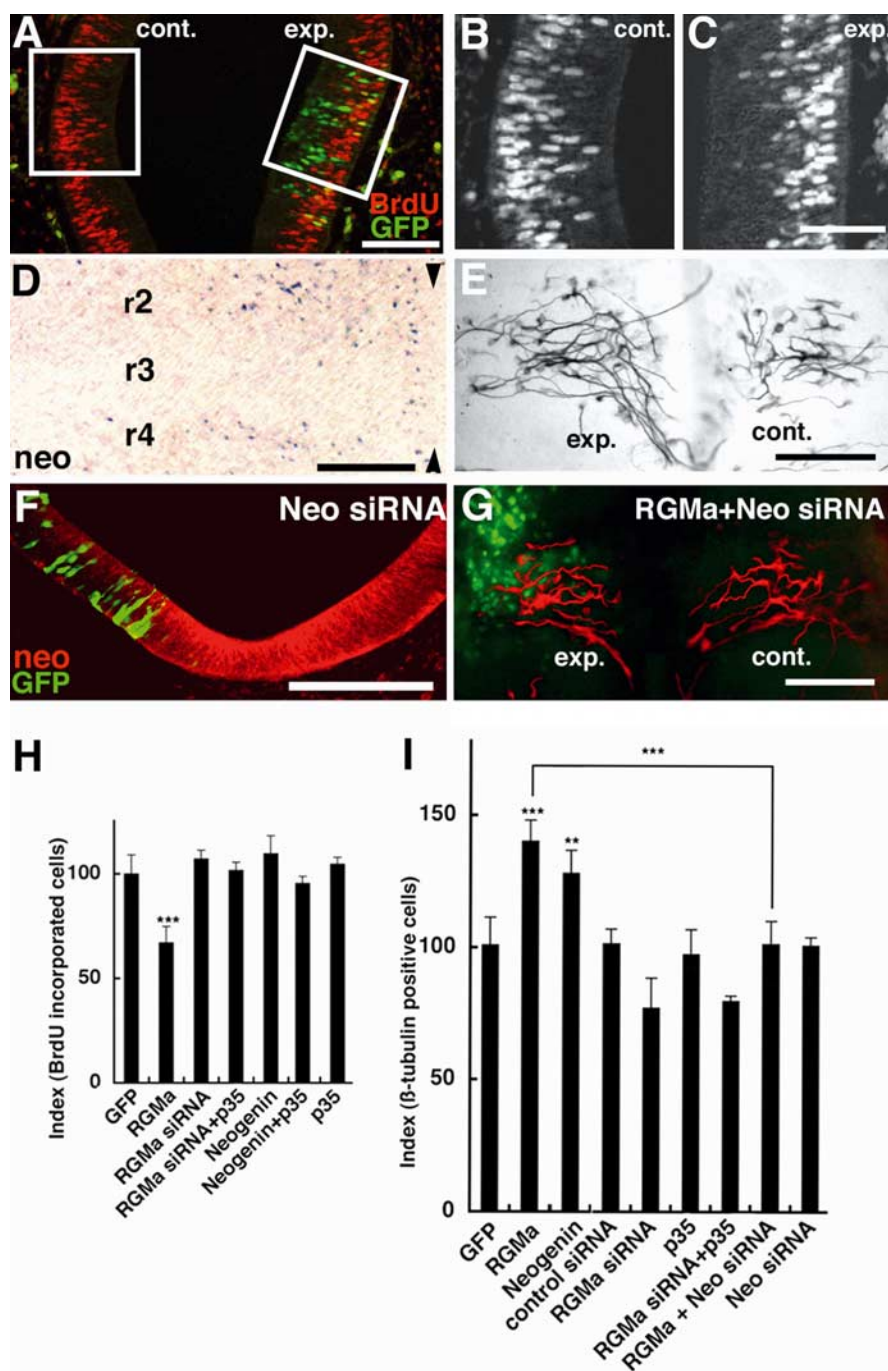 A
cont.
exp.
BrdU
GFP
B
cont.
C
exp.
D
r2
r3
r4
neo
E
exp.
cont.
F
Neo siRNA
neo
GFP
G
RGMa+Neo siRNA
exp.
cont.
H
Index (BrdU incorporated cells)
100
50
0
***
GFP
RGMa
RGMa siRNA
RGMa siRNA+p35
Neogenin
Neogenin+p35
p35
I
Index (ß-tubulin positive cells)
150
100
50
0
***
***
**
GFP
RGMa
Neogenin
control siRNA
RGMa siRNA
p35
RGMa siRNA+p35
RGMa + Neo siRNA
Neo siRNA